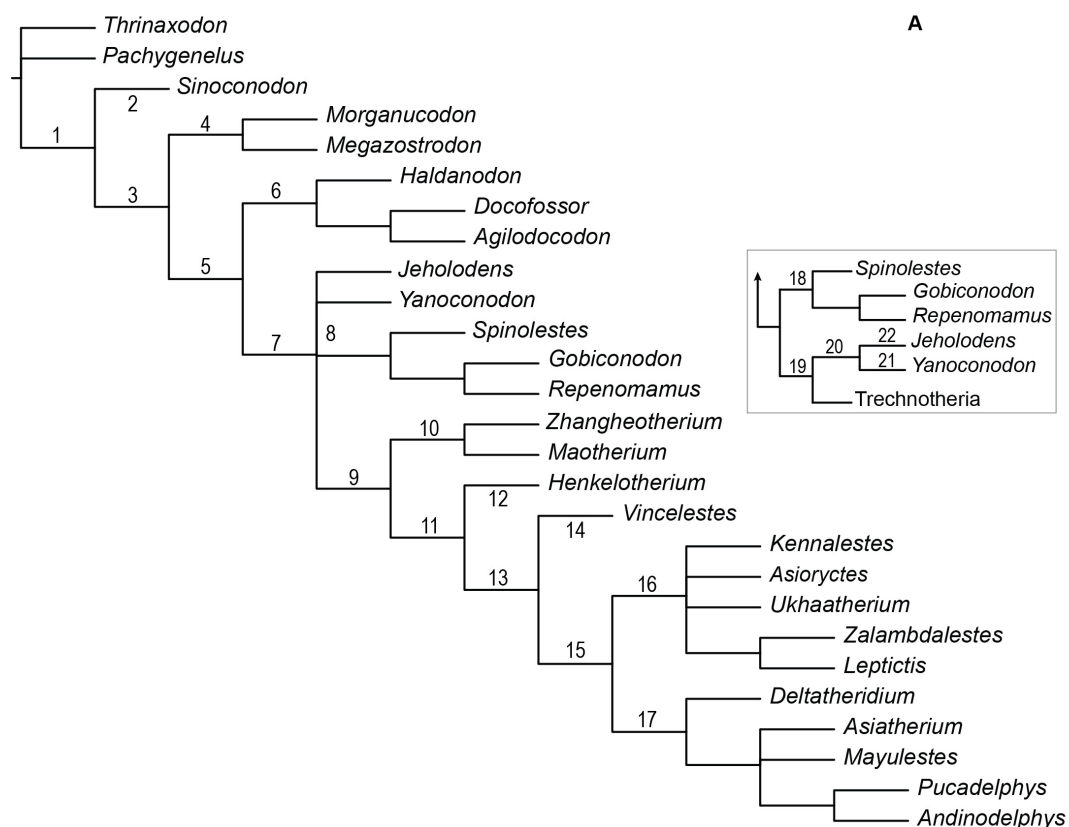 A
Thrinaxodon
Pachygenelus
Sinoconodon
2
Morganucodon
4
1
Megazostrodon
Haldanodon
6
3
Docofossor
Agilodocodon
5
Jeholodens
Yanoconodon
Spinolestes
8
7
Gobiconodon
Repenomamus
Zhangheotherium
10
Maotherium
9
Henkelotherium
12
Vincelestes
11
14
Kennalestes
13
Asioryctes
16
Ukhaatherium
Zalambdalestes
15
Leptictis
Deltatheridium
17
Asiatherium
Mayulestes
Pucadelphys
Andinodelphys
Spinolestes
18
Gobiconodon
Repenomamus
22
Jeholodens
20
21
Yanoconodon
19
Trechnotheria